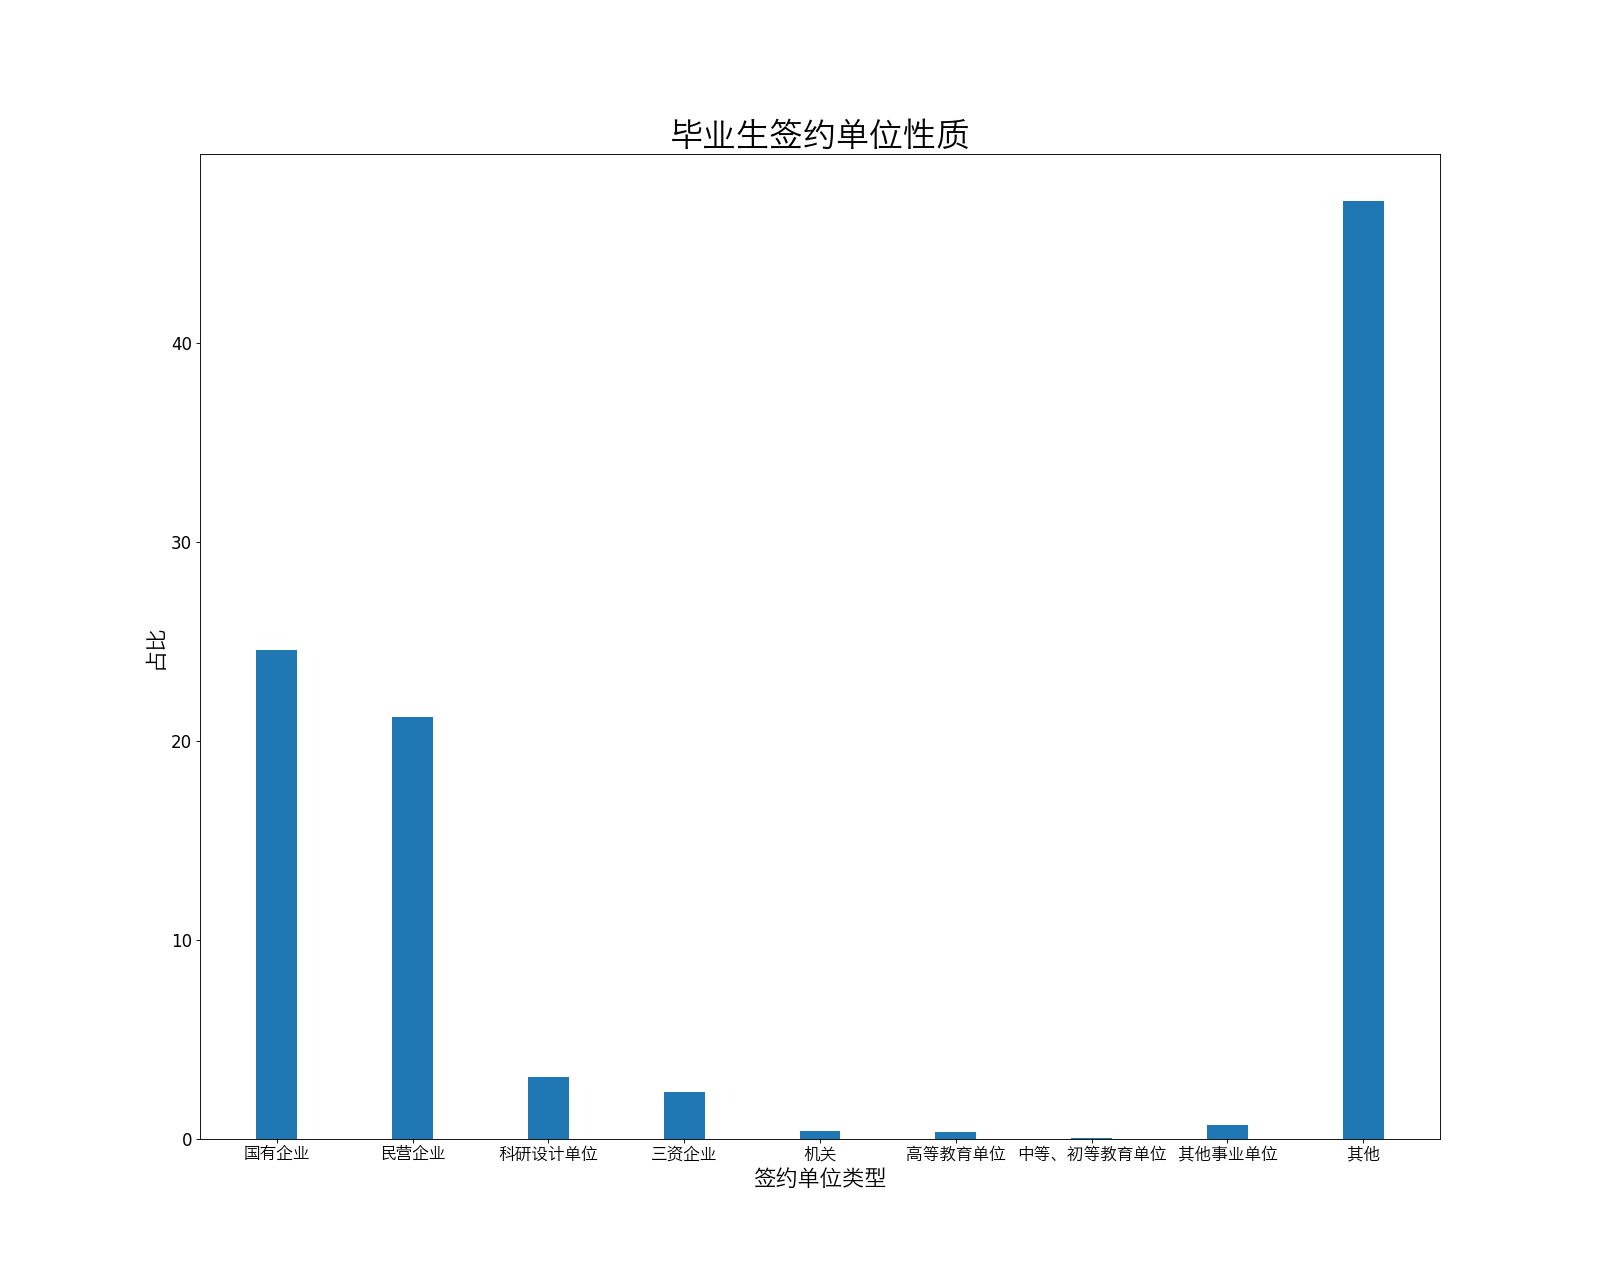 毕业生签约单位性质
40
30
20
10
0
占比
国有企业 民营企业 科研设计单位 三资企业 机关 高等教育单位 中等、初等教育单位 其他事业单位 其他
签约单位类型